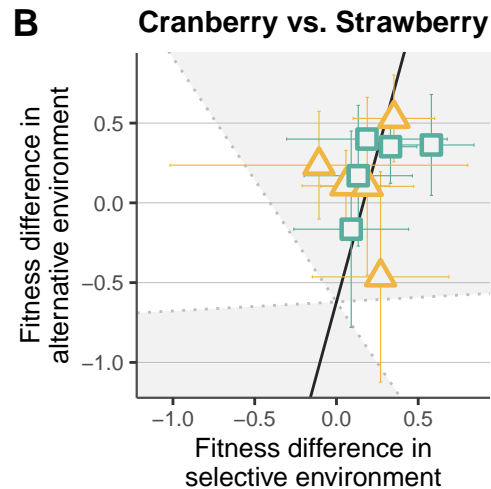 B Cranberry vs. Strawberry
Fitness difference in
alternative environment
0.5
0.0
−0.5
−1.0
−1.0 −0.5 0.0 0.5
Fitness difference in
selective environment